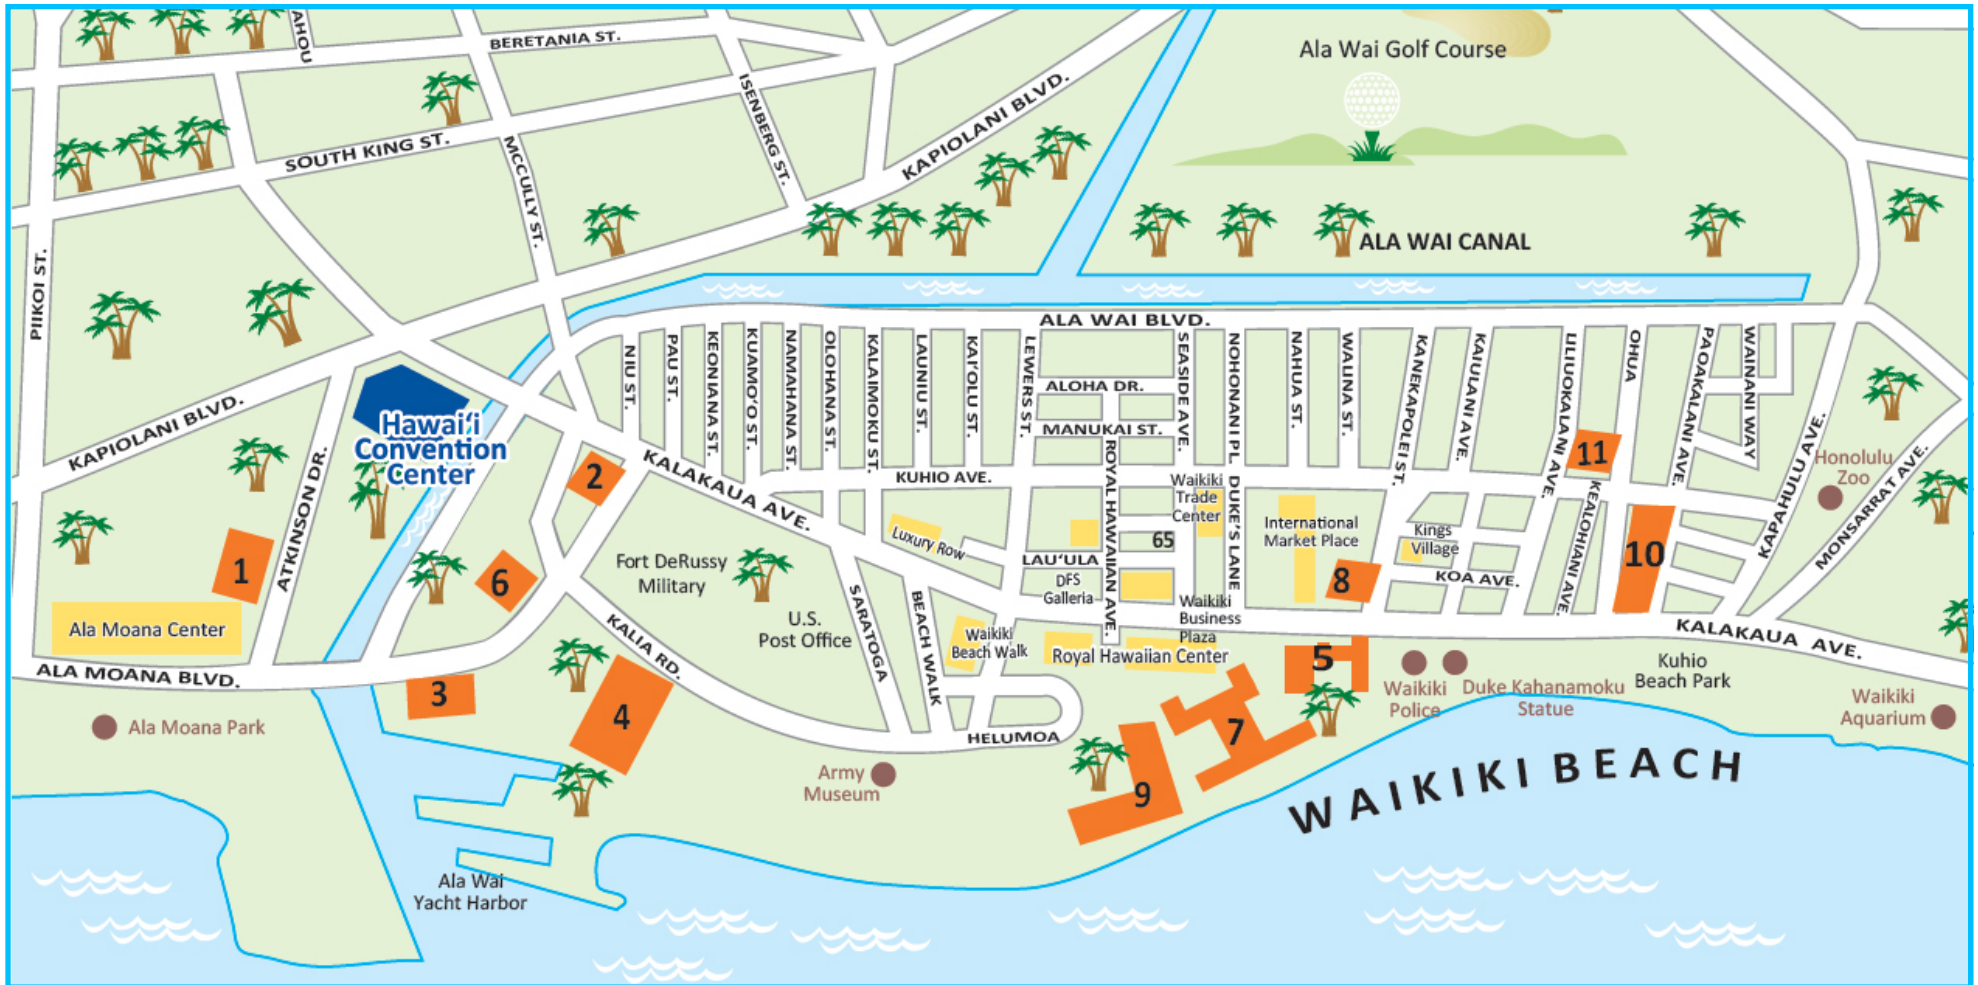 AHOU
BERETANIA ST.
Ala Wai Golf Course
ISENBERG ST.
KAPIOLANI BLVD.
SOUTH KING ST.
MCCULLY ST.
PIIKOI ST.
ALA WAI CANAL
ALA WAI BLVD.
NIU ST.
PAU ST.
KEONIANA ST.
KUAMO'O ST.
NAMAHANA ST.
OLOHANA ST.
KALAIMOKU ST.
LAUNIU ST.
KAI'OLU ST.
LEWERS ST.
ALOHA DR.
MANUKAI ST.
SEASIDE AVE.
NOHONANI PL.
NAHUA ST.
WALINA ST.
KANEKAPOLEI ST.
KAIULANI AVE.
LILIUOKALANI AVE.
OHUA
PAOAKALANI AVE.
WAINANI WAY
KAPAHULU AVE.
MONSARRAT AVE.
Honolulu
Zoo
KAPIOLANI BLVD.
Hawai'i
Convention
Center
ATKINSON DR.
2
KALAKAUA AVE.
KUHIO AVE.
ROYAL HAWAIIAN AVE.
Waikiki
Trade
Center
DUKE'S LANE
11
KEALOHIANI AVE.
Luxury Row
65
International
Market Place
Kings
Village
10
1
6
Fort DeRussy
Military
LAU'ULA
DFS
Galleria
8
KOA AVE.
Ala Moana Center
KALIA RD.
U.S.
Post Office
SARATOGA
BEACH WALK
Waikiki
Beach Walk
Waikiki
Business
Plaza
Royal Hawaiian Center
5
KALAKAUA AVE.
ALA MOANA BLVD.
3
4
Kuhio
Beach Park
Waikiki
Police
Duke Kahanamoku
Statue
Waikiki
Aquarium
Ala Moana Park
HELUMOA
7
Army
Museum
9
WAIKIKI BEACH
Ala Wai
Yacht Harbor